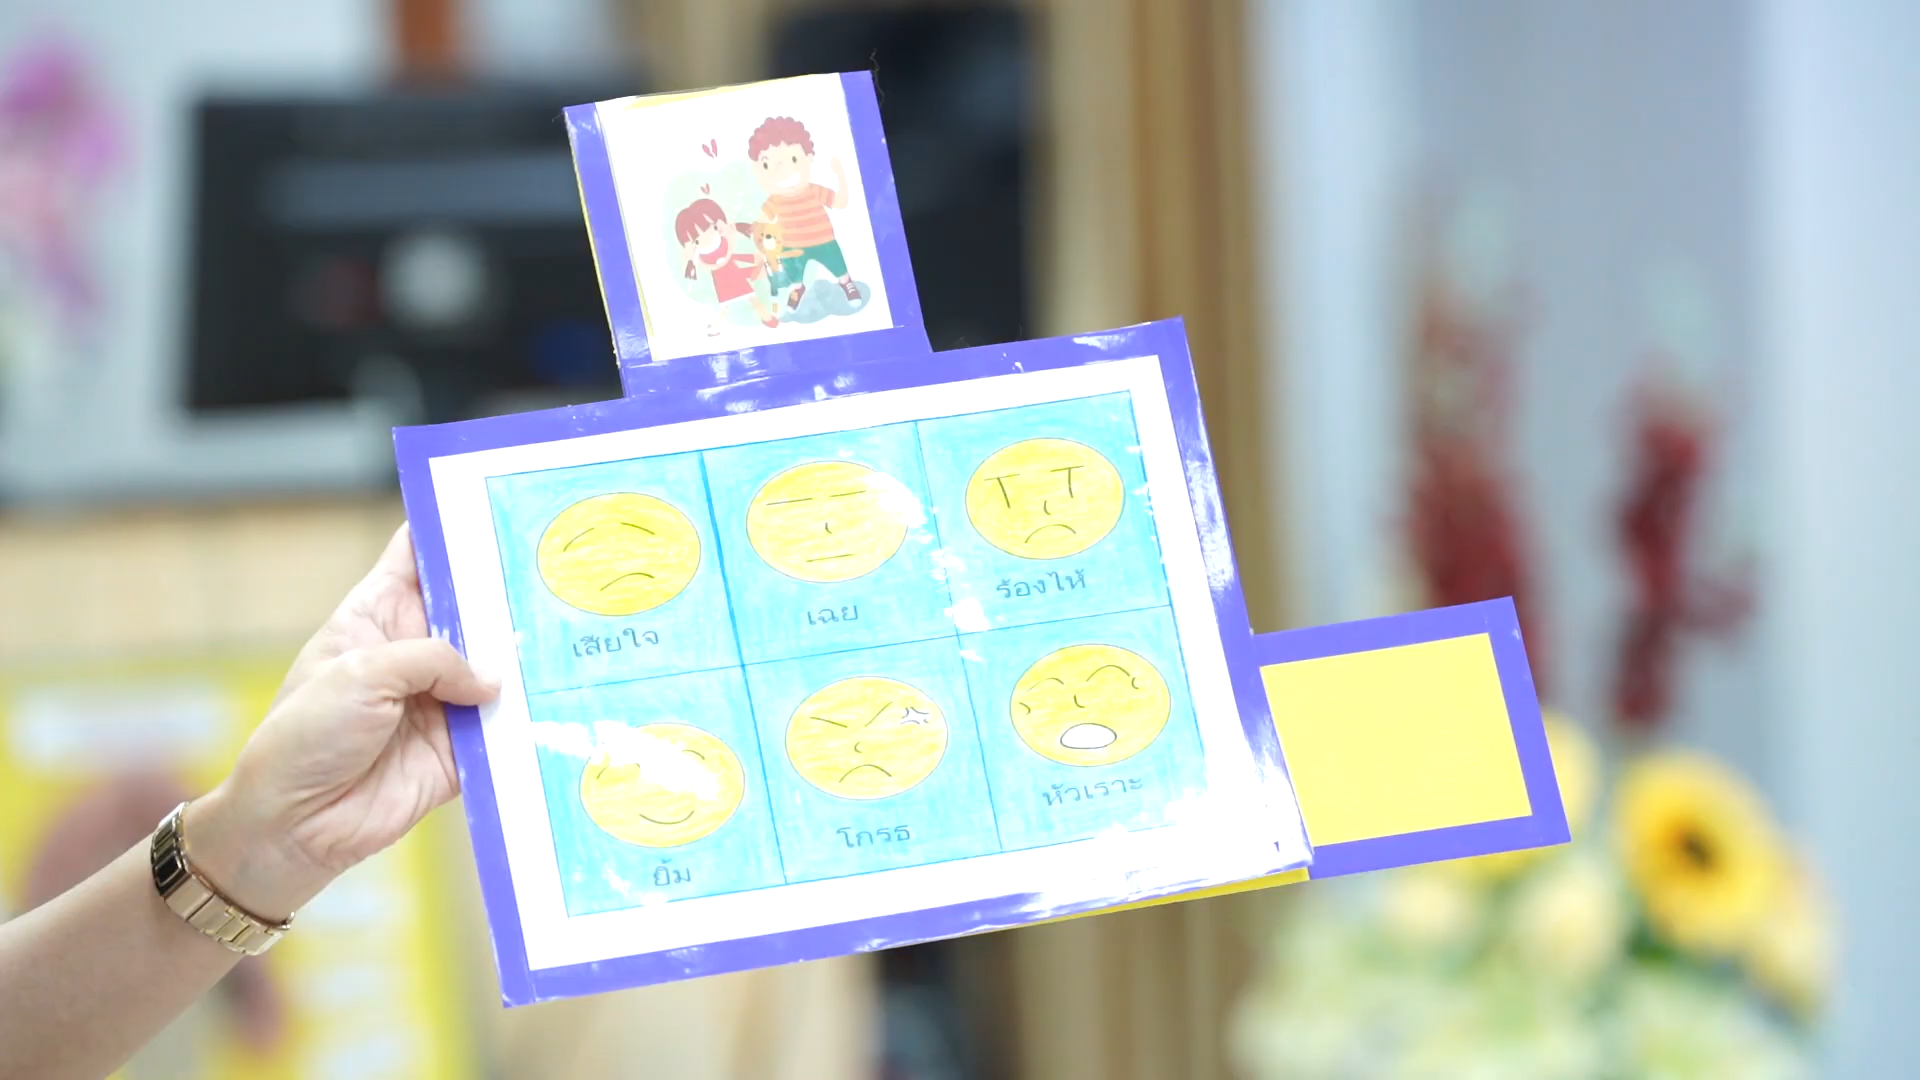 เสียใจ
เฉย
ร้องไห้
ยิ้ม
โกรธ
หัวเราะ